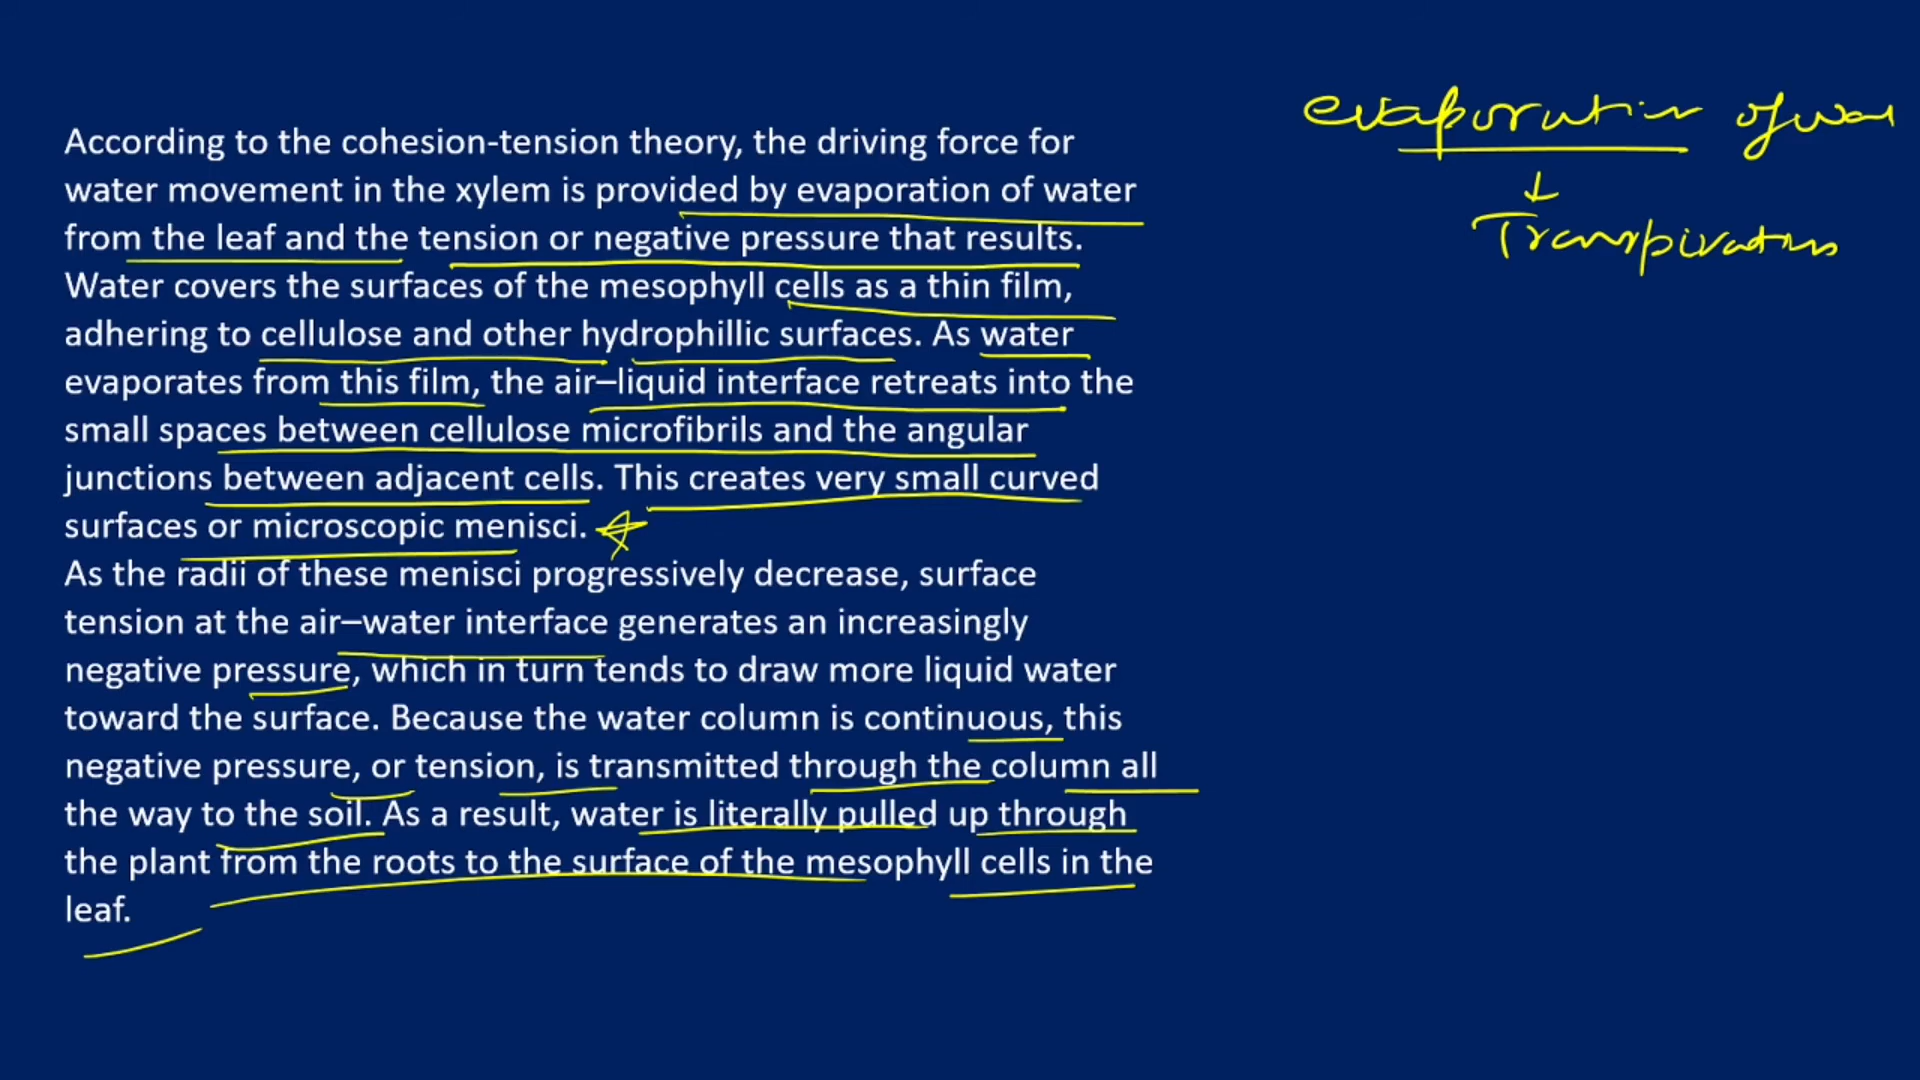 According to the cohesion-tension theory, the driving force for
water movement in the xylem is provided by evaporation of water
from the leaf and the tension or negative pressure that results.
Water covers the surfaces of the mesophyll cells as a thin film,
adhering to cellulose and other hydrophillic surfaces. As water
evaporates from this film, the air–liquid interface retreats into the
small spaces between cellulose microfibrils and the angular
junctions between adjacent cells. This creates very small curved
surfaces or microscopic menisci.
As the radii of these menisci progressively decrease, surface
tension at the air–water interface generates an increasingly
negative pressure, which in turn tends to draw more liquid water
toward the surface. Because the water column is continuous, this
negative pressure, or tension, is transmitted through the column all
the way to the soil. As a result, water is literally pulled up through
the plant from the roots to the surface of the mesophyll cells in the
leaf.
evaporation of
Transpiration